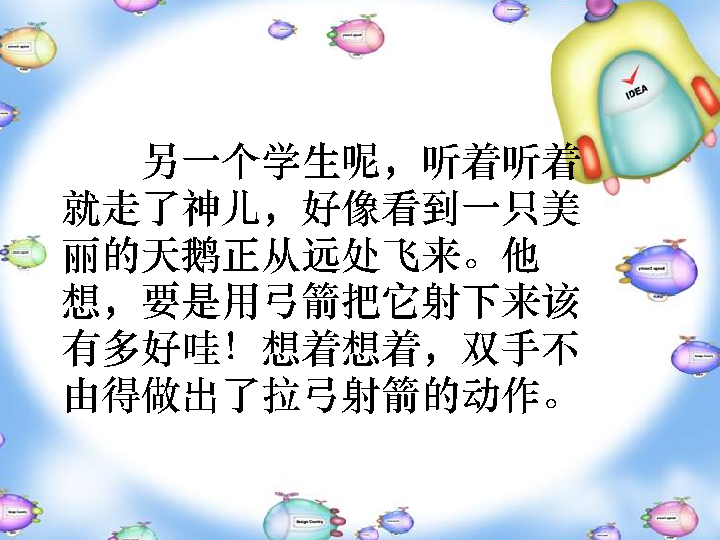 IDEA
另一个学生呢，听着听着
就走了神儿，好像看到一只美
丽的天鹅正从远处飞来。他
想，要是用弓箭把它射下来该
有多好哇！想着想着，双手不
由得做出了拉弓射箭的动作。
Design Country